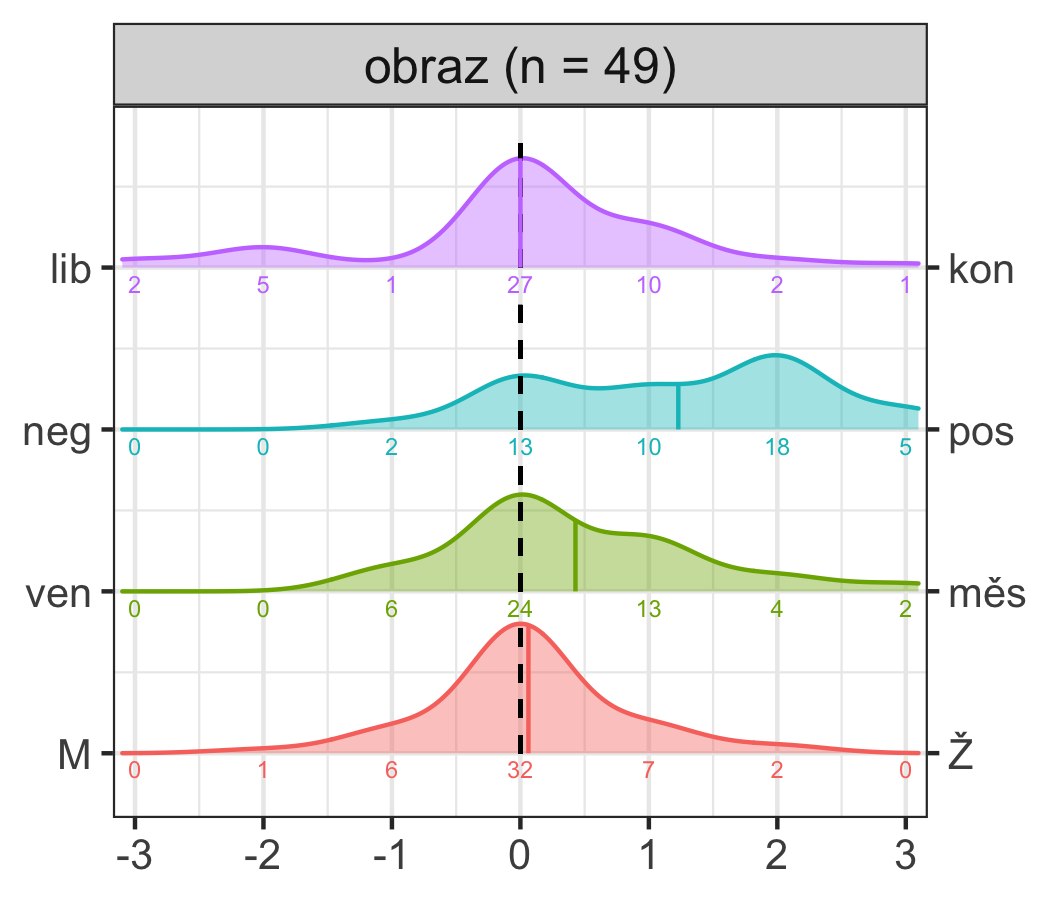 obraz (n = 49)
lib kon
2 5 1 27 10 2 1
neg pos
0 0 2 13 10 18 5
ven měs
0 0 6 24 13 4 2
M Ž
0 1 6 32 7 2 0
-3 -2 -1 0 1 2 3